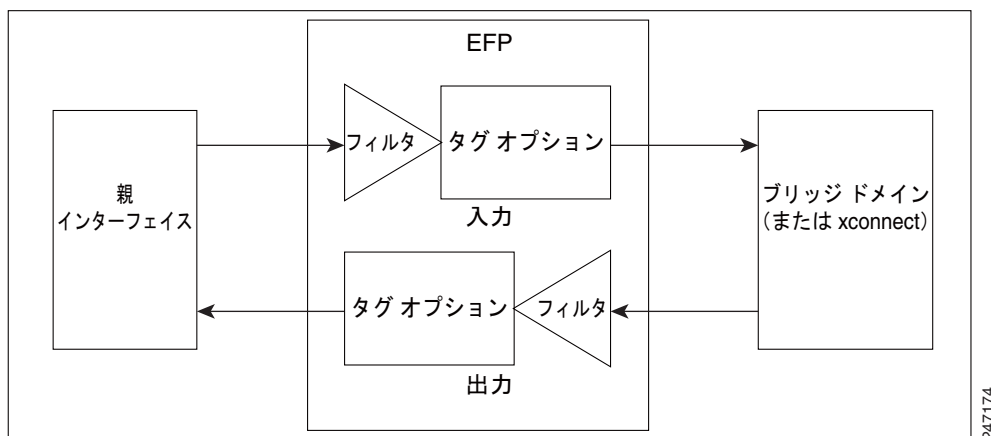 EFP
親
インターフェイス
フィルタ
タグ オプション
入力
ブリッジ ドメイン
(または xconnect)
タグ オプション
フィルタ
出力
247174